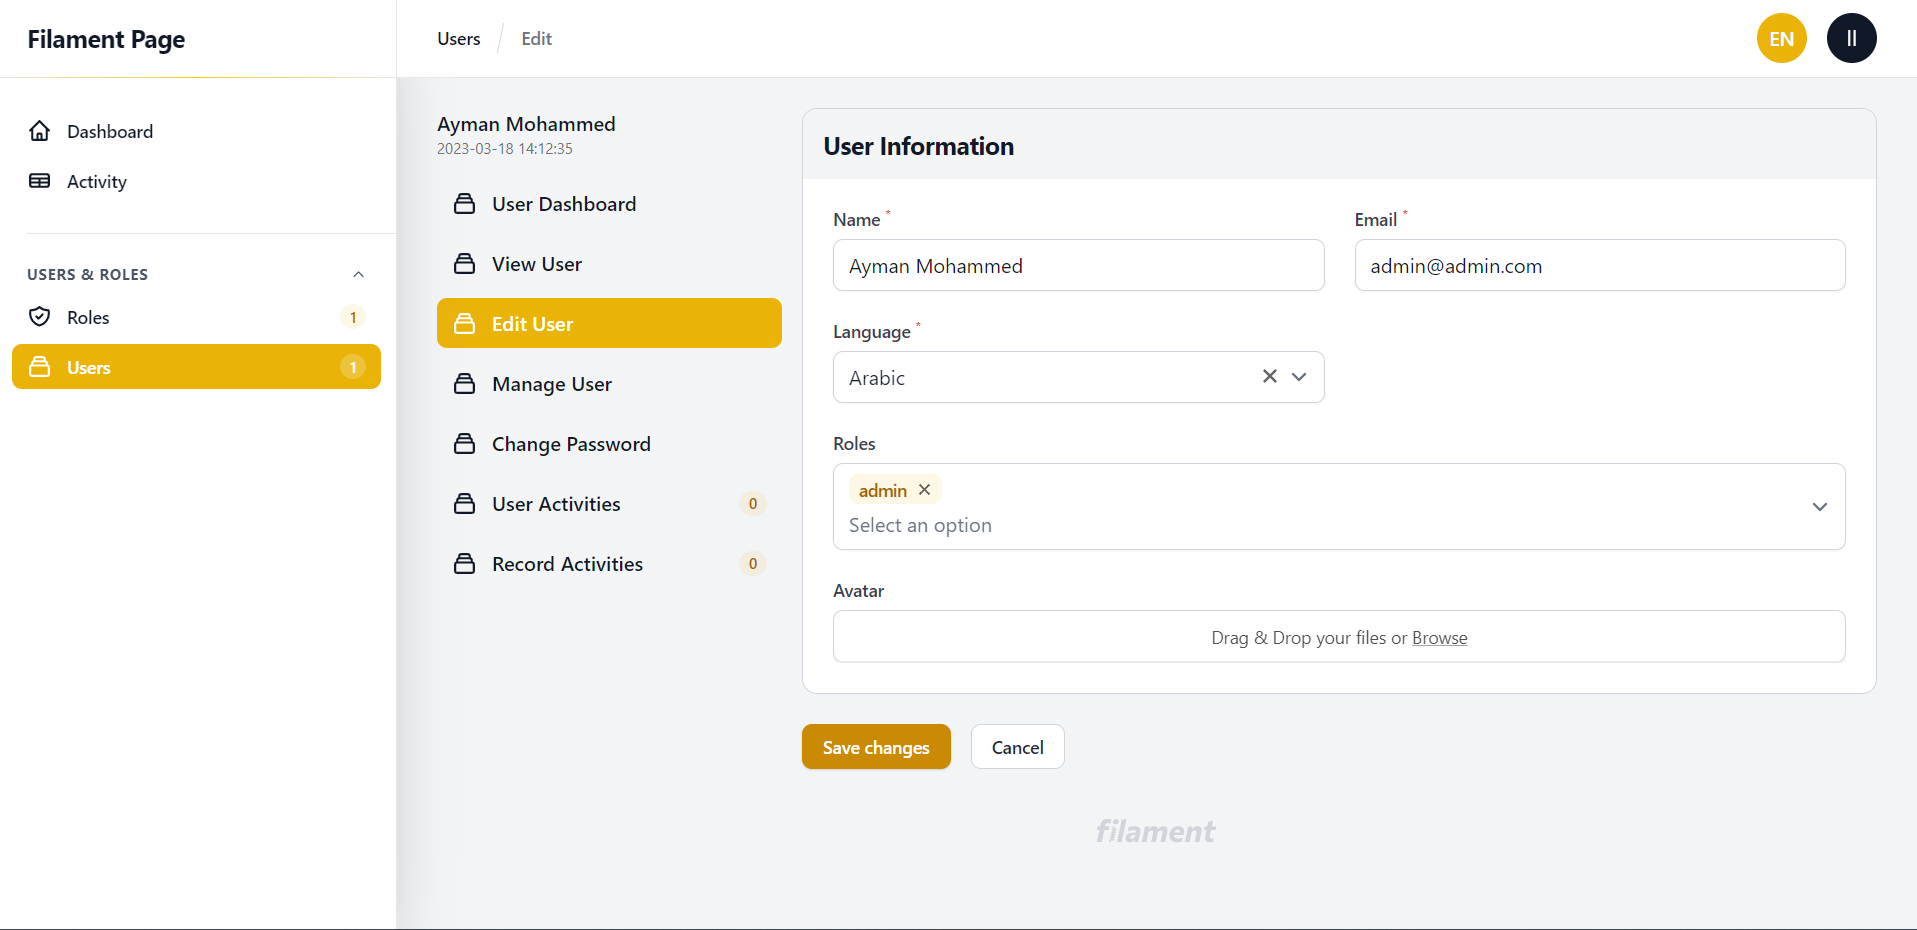 Filament Page
Users / Edit
EN
II
Dashboard
Activity
USERS & ROLES
Roles 1
Users 1
Ayman Mohammed
2023-03-18 14:12:35
User Dashboard
View User
Edit User
Manage User
Change Password
User Activities 0
Record Activities 0
User Information
Name *
Ayman Mohammed
Email *
admin@admin.com
Language *
Arabic
Roles
admin
Select an option
Avatar
Drag & Drop your files or Browse
Save changes
Cancel
filament